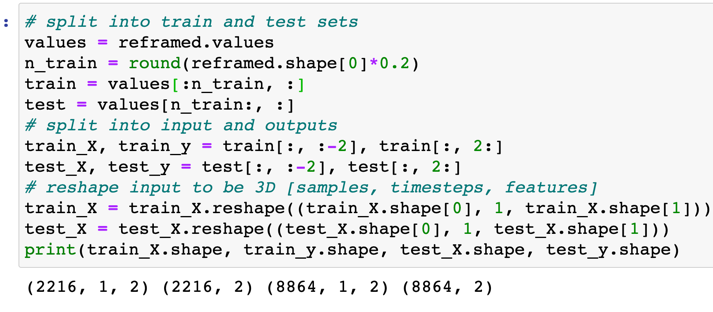 :
# split into train and test sets
values = reframed.values
n_train = round(reframed.shape[0]*0.2)
train = values[:n_train, :]
test = values[n_train:, :]
# split into input and outputs
train_X, train_y = train[:, :-2], train[:, 2:]
test_X, test_y = test[:, :-2], test[:, 2:]
# reshape input to be 3D [samples, timesteps, features]
train_X = train_X.reshape((train_X.shape[0], 1, train_X.shape[1]))
test_X = test_X.reshape((test_X.shape[0], 1, test_X.shape[1]))
print(train_X.shape, train_y.shape, test_X.shape, test_y.shape)
(2216, 1, 2) (2216, 2) (8864, 1, 2) (8864, 2)